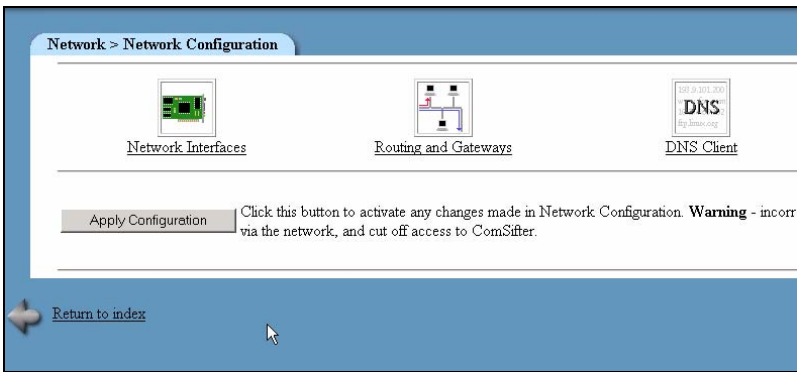 Network > Network Configuration
DNS
Network Interfaces
Routing and Gateways
DNS Client
Apply Configuration
Click this button to activate any changes made in Network Configuration. Warning - incorr
via the network, and cut off access to ComSifter.
Return to index